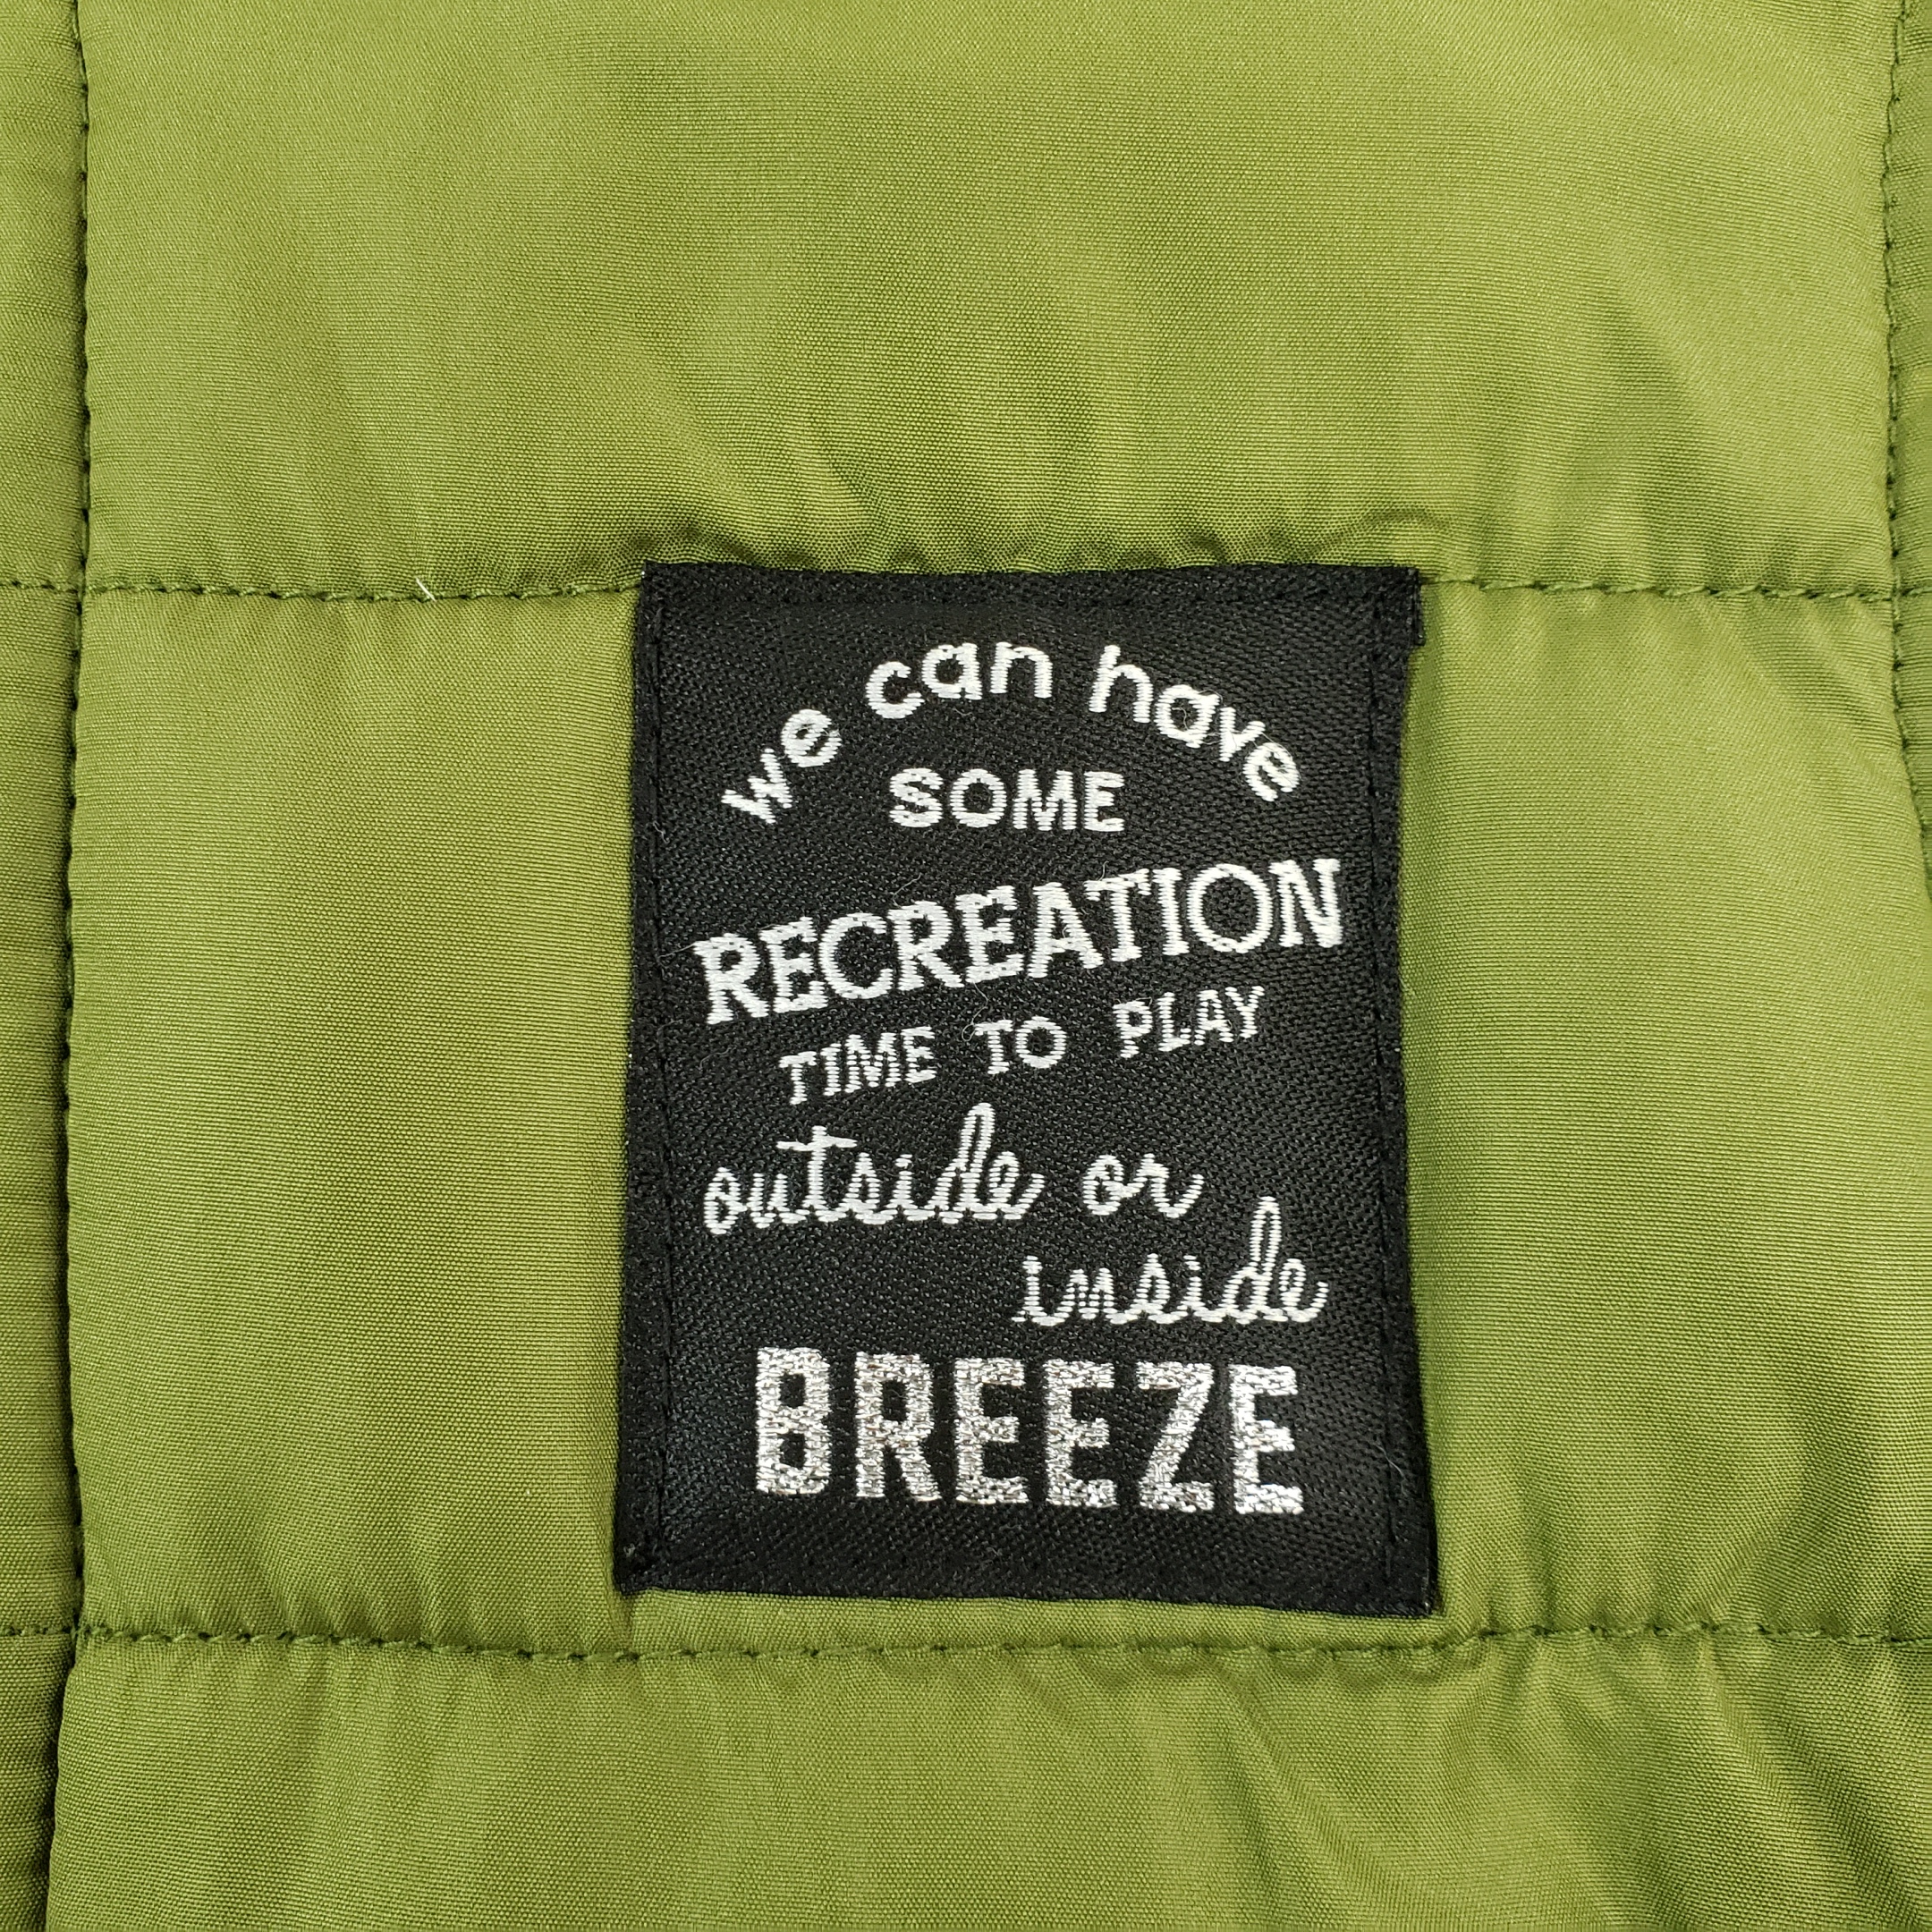 we can have
SOME
RECREATION
TIME TO PLAY
outside or
inside
BREEZE